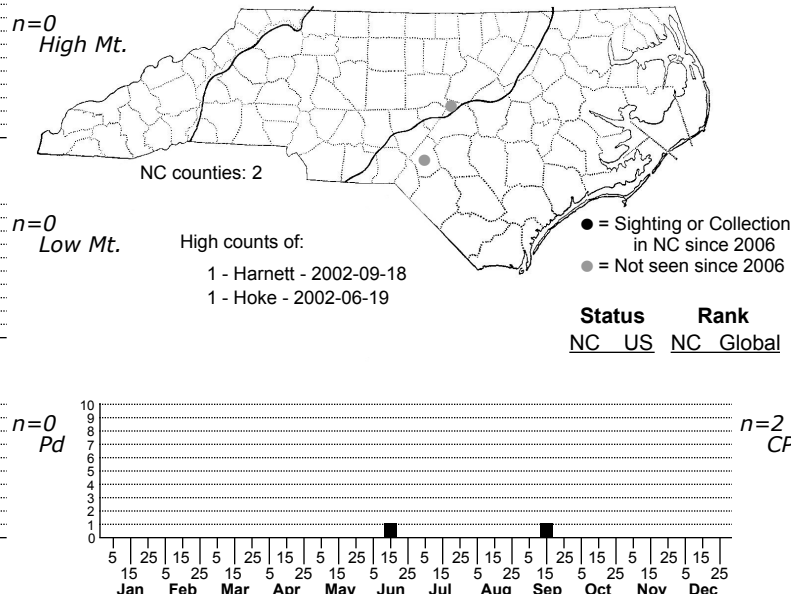 n=0
High Mt.
NC counties: 2
n=0
Low Mt.
High counts of:
1 - Harnett - 2002-09-18
1 - Hoke - 2002-06-19
● = Sighting or Collection
in NC since 2006
● = Not seen since 2006
Status Rank
NC US NC Global
n=0
Pd
10
9
8
7
6
5
4
3
2
1
0
n=2
CP
5 25 15 5 25 15 5 25 15 5 25 15 5 25 15 5 25 15
15 5 25 15 5 25 15 5 25 15 5 25 15 5 25 15 5 25
Jan Feb Mar Apr May Jun Jul Aug Sep Oct Nov Dec